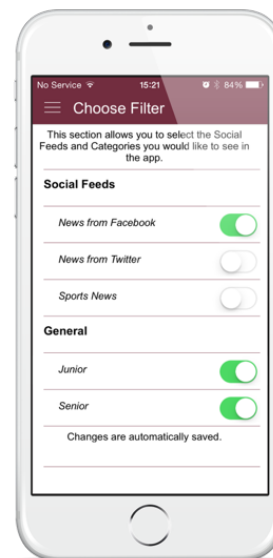 No Service 15:21 84%
Choose Filter
This section allows you to select the Social
Feeds and Categories you would like to see in
the app.
Social Feeds
News from Facebook
News from Twitter
Sports News
General
Junior
Senior
Changes are automatically saved.